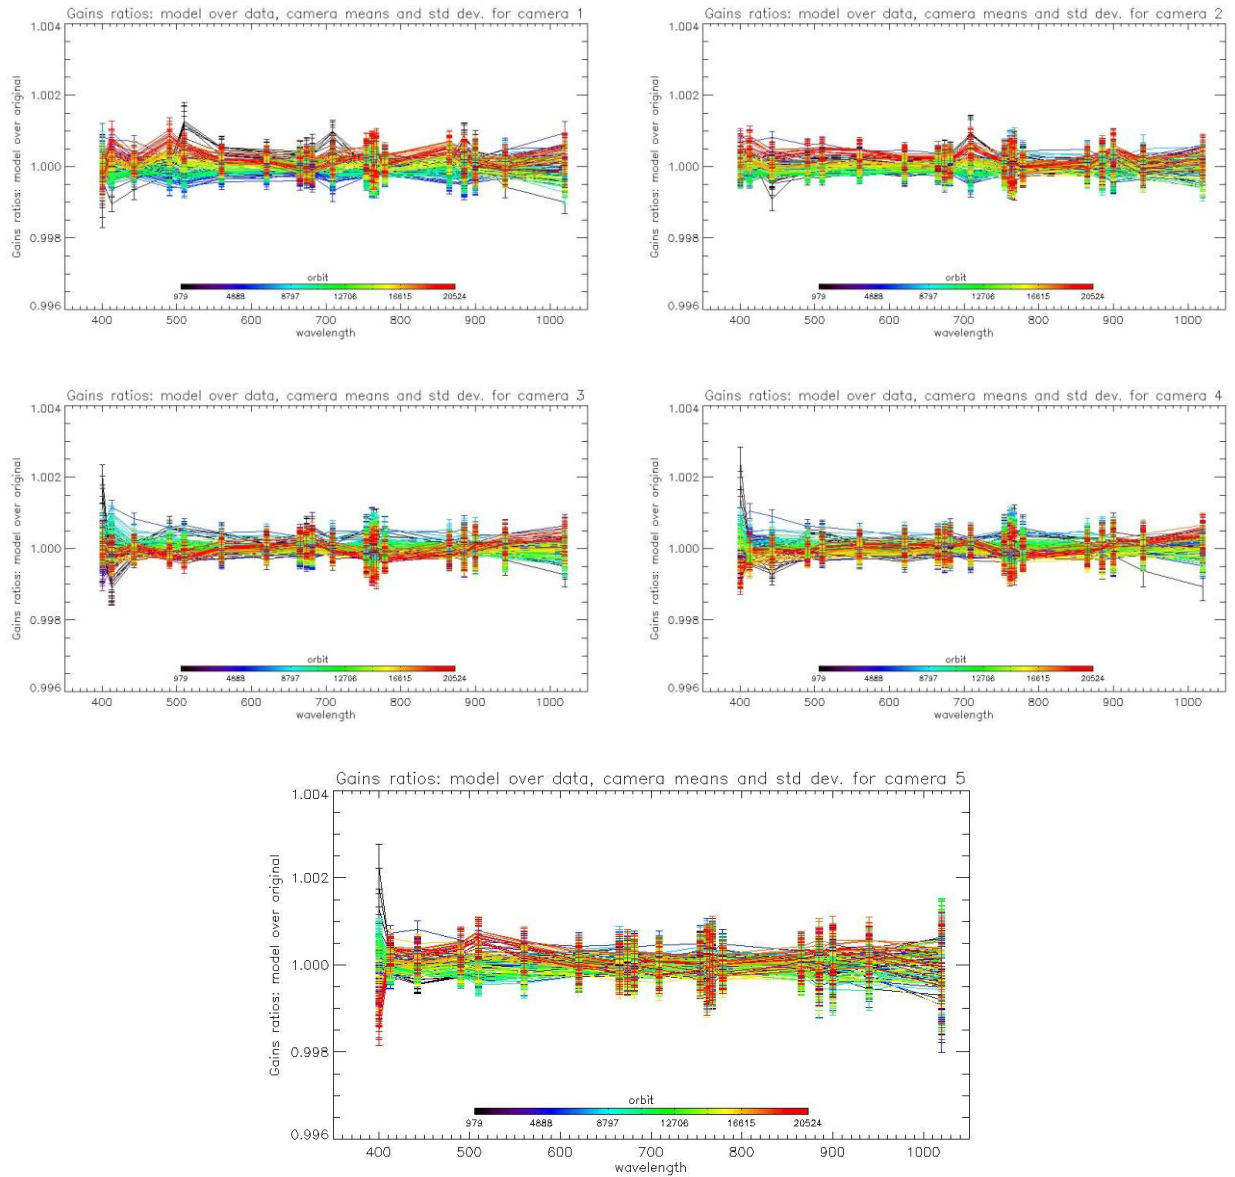 Gains ratios: model over data, camera means and std dev. for camera 1
1.004
1.002
1.000
0.998
0.996
Gains ratios: model over original
orbit
979 4888 8797 12706 16615 20524
400 500 600 700 800 900 1000
wavelength
Gains ratios: model over data, camera means and std dev. for camera 2
1.004
1.002
1.000
0.998
0.996
Gains ratios: model over original
orbit
979 4888 8797 12706 16615 20524
400 500 600 700 800 900 1000
wavelength
Gains ratios: model over data, camera means and std dev. for camera 3
1.004
1.002
1.000
0.998
0.996
Gains ratios: model over original
orbit
979 4888 8797 12706 16615 20524
400 500 600 700 800 900 1000
wavelength
Gains ratios: model over data, camera means and std dev. for camera 4
1.004
1.002
1.000
0.998
0.996
Gains ratios: model over original
orbit
979 4888 8797 12706 16615 20524
400 500 600 700 800 900 1000
wavelength
Gains ratios: model over data, camera means and std dev. for camera 5
1.004
1.002
1.000
0.998
0.996
Gains ratios: model over original
orbit
979 4888 8797 12706 16615 20524
400 500 600 700 800 900 1000
wavelength